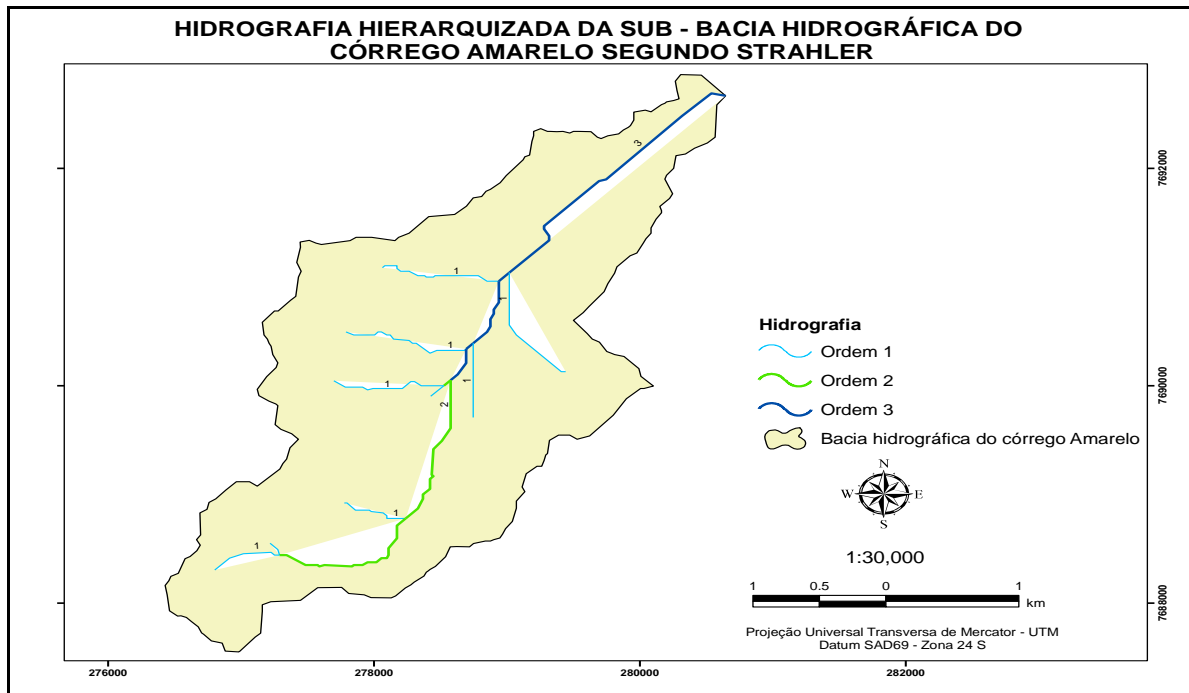 HIDROGRAFIA HIERARQUIZADA DA SUB - BACIA HIDROGRÁFICA DO
CÓRREGO AMARELO SEGUNDO STRAHLER
3
1
1
1
1
1
2
1
1
Hidrografia
Ordem 1
Ordem 2
Ordem 3
Bacia hidrográfica do córrego Amarelo
N
W E
S
1:30,000
1 0.5 0 1
km
Projeção Universal Transversa de Mercator - UTM
Datum SAD69 - Zona 24 S
7692000
7690000
7688000
276000 278000 280000 282000